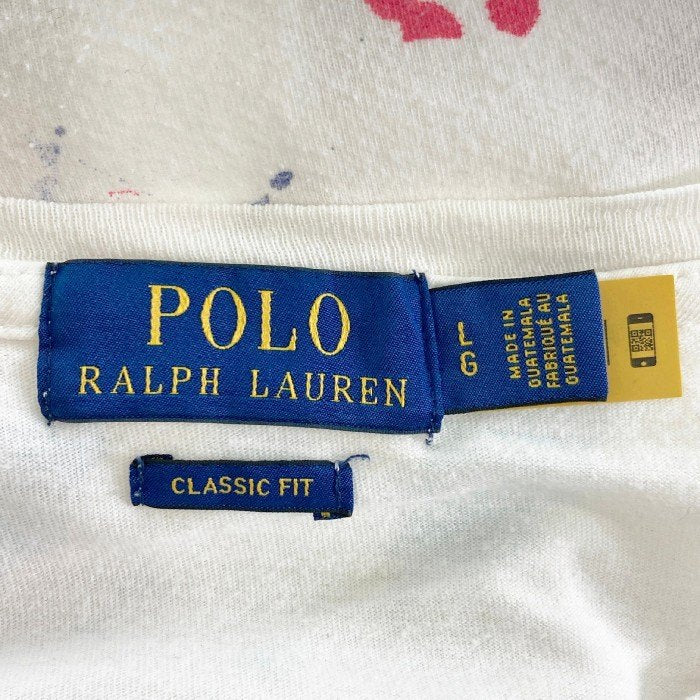 POLO
RALPH LAUREN
L
G
MADE IN
GUATEMALA
FABRIQUÉ AU
GUATEMALA
CLASSIC FIT